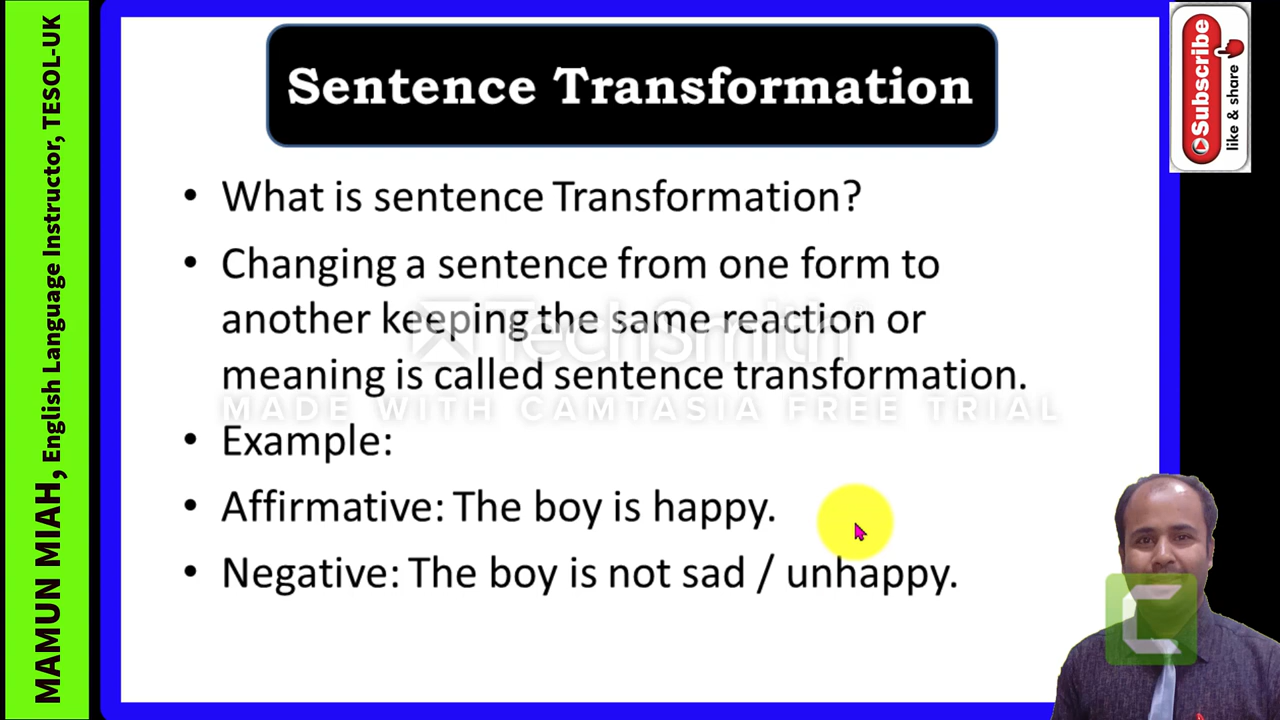 Sentence Transformation
• What is sentence Transformation?
• Changing a sentence from one form to
another keeping the same reaction or
meaning is called sentence transformation.
• Example:
• Affirmative: The boy is happy.
• Negative: The boy is not sad / unhappy.
TechSmith
MADE WITH CAMTASIA FREE TRIAL
MAMUN MIAH, English Language Instructor, TESOL-UK
Subscribe
like & share